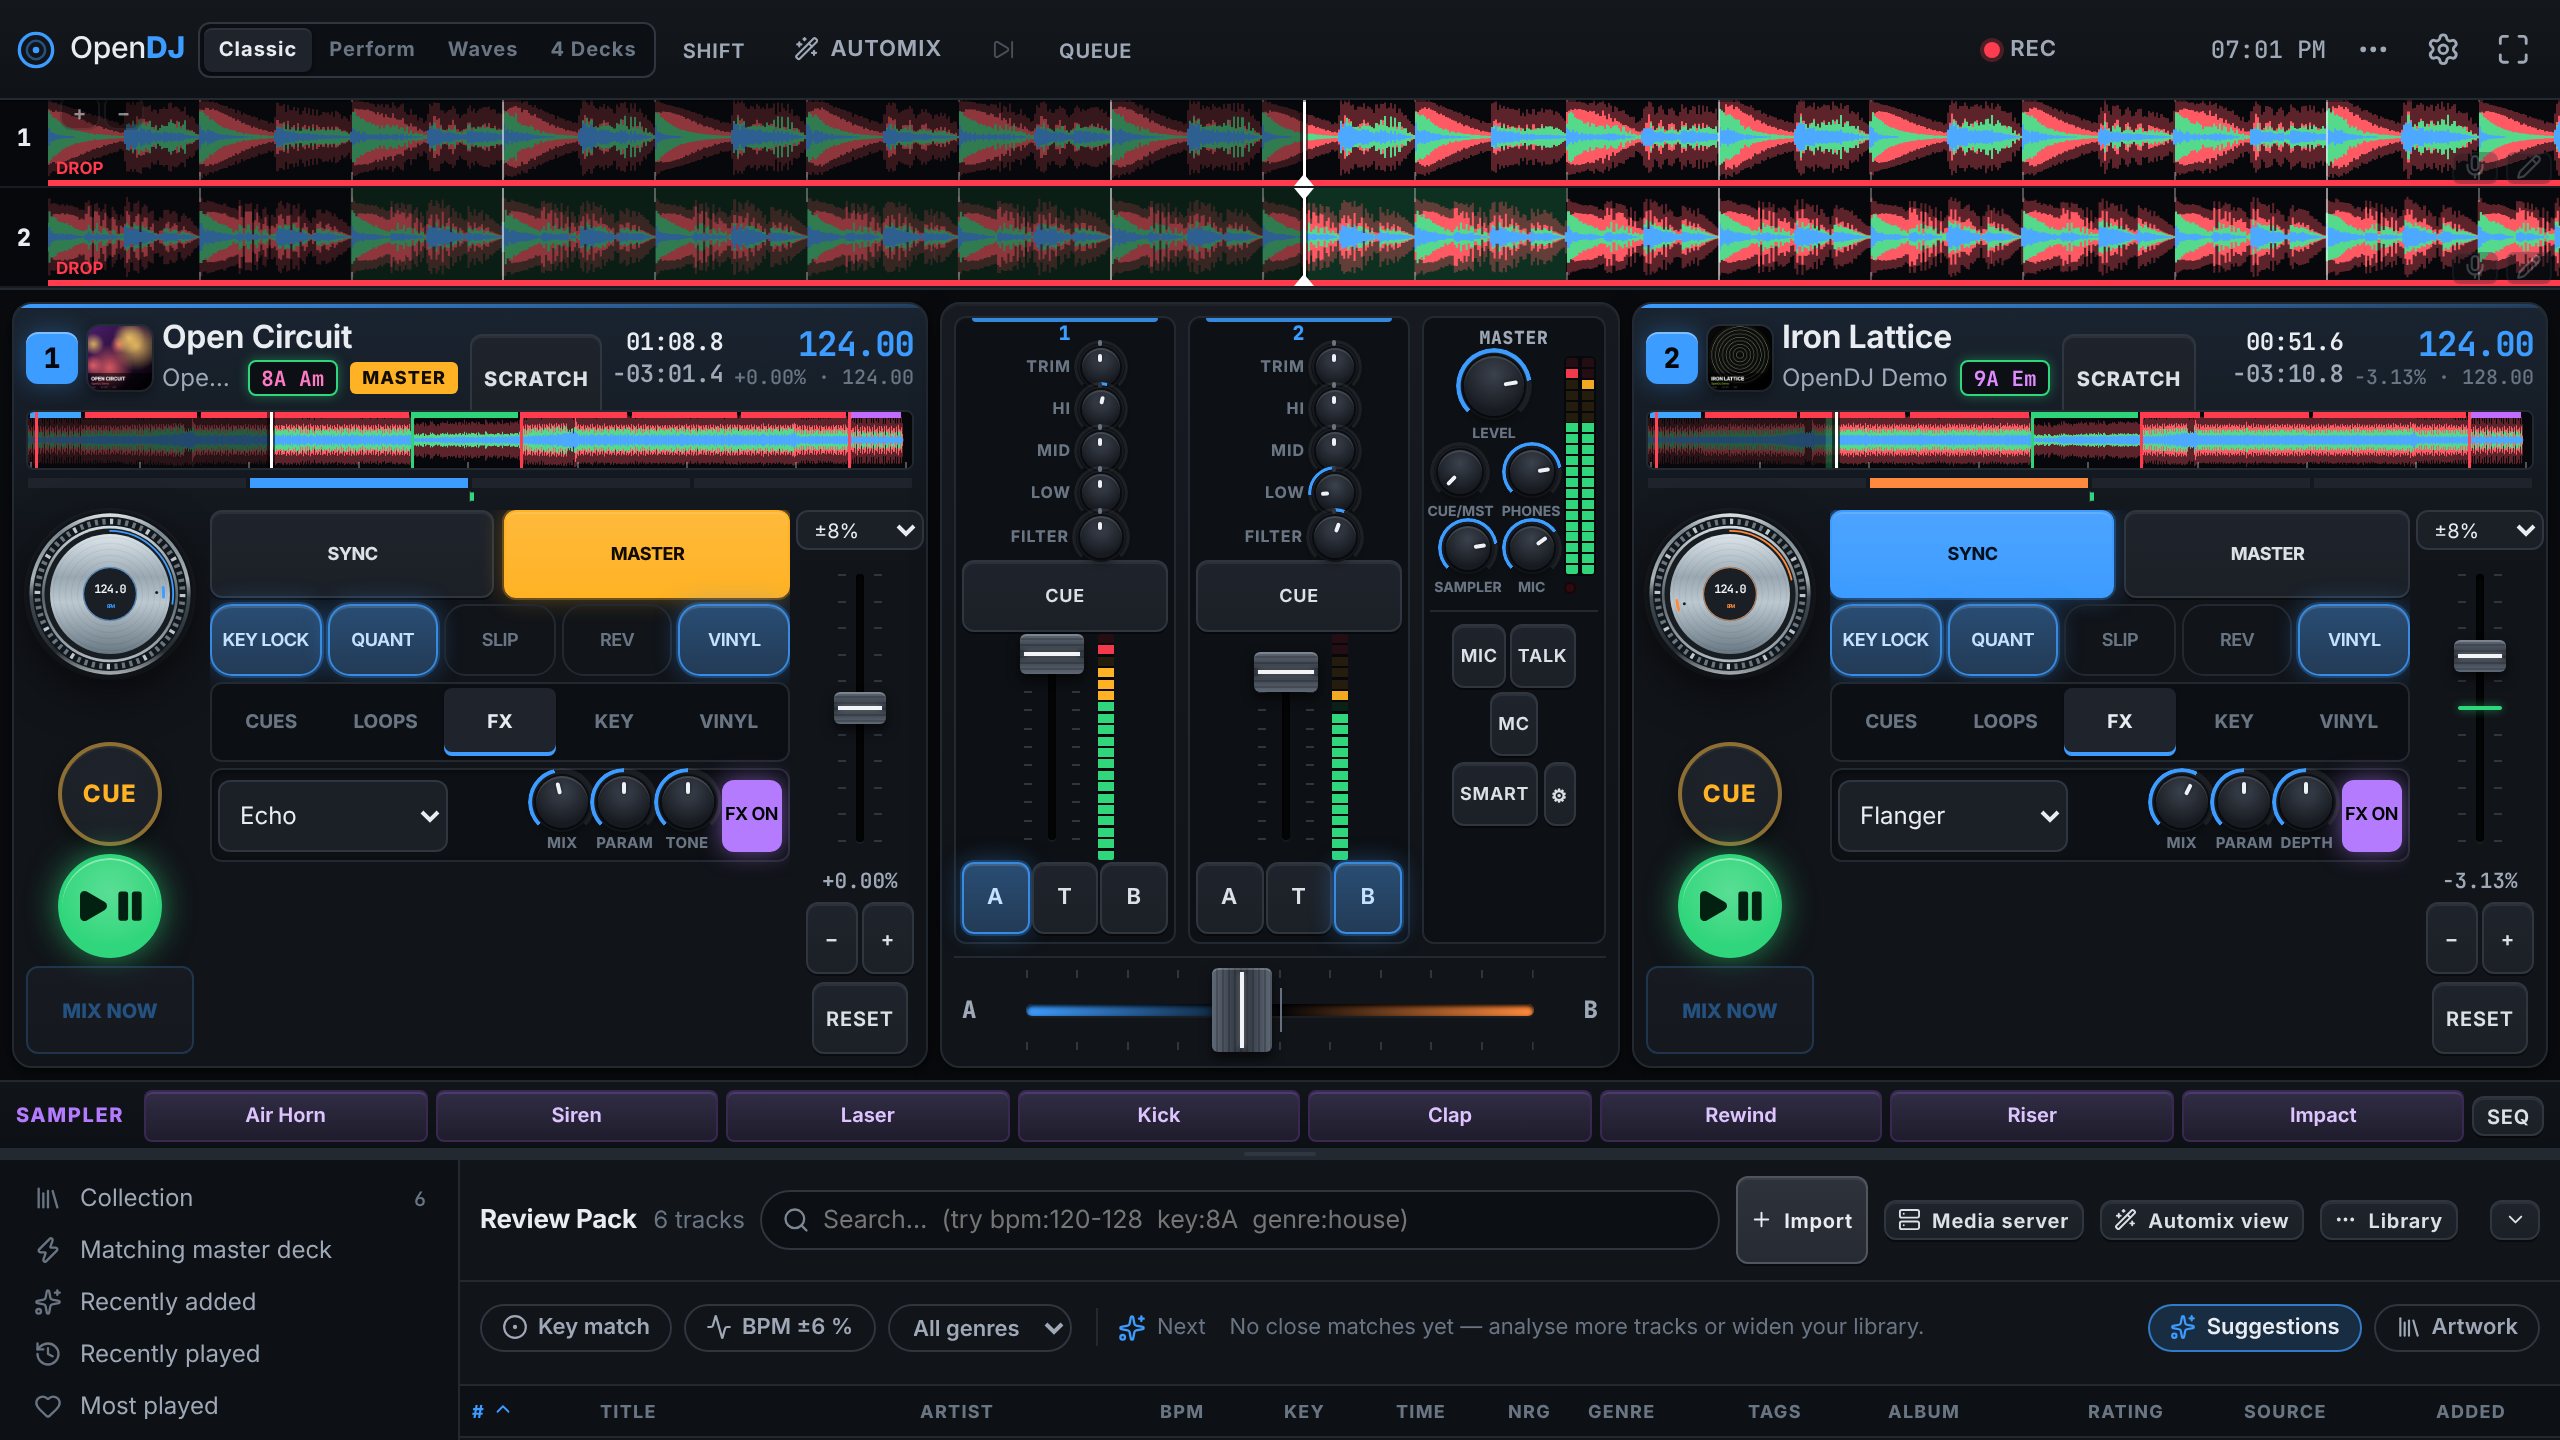 OpenDJ Classic Perform Waves 4 Decks SHIFT AUTOMIX QUEUE REC 07:01 PM
1 + −
DROP
2
DROP
1 Open Circuit
Ope... 8A Am MASTER SCRATCH
01:08.8 124.00
-03:01.4 +0.00% · 124.00
SYNC MASTER ±8%
124.0
KEY LOCK QUANT SLIP REV VINYL
CUES LOOPS FX KEY VINYL
CUE
Echo MIX PARAM TONE FX ON
+0.00%
− +
MIX NOW RESET
1
TRIM
HI
MID
LOW
FILTER
CUE
A T B
2
TRIM
HI
MID
LOW
FILTER
CUE
A T B
MASTER
LEVEL
CUE/MST PHONES
SAMPLER MIC
MIC TALK
MC
SMART
A B
2 Iron Lattice
OpenDJ Demo 9A Em SCRATCH
00:51.6 124.00
-03:10.8 -3.13% · 128.00
SYNC MASTER ±8%
124.0
KEY LOCK QUANT SLIP REV VINYL
CUES LOOPS FX KEY VINYL
CUE
Flanger MIX PARAM DEPTH FX ON
-3.13%
− +
MIX NOW RESET
SAMPLER Air Horn Siren Laser Kick Clap Rewind Riser Impact SEQ
Collection 6
Matching master deck
Recently added
Recently played
Most played
Review Pack 6 tracks Search... (try bpm:120-128 key:8A genre:house) + Import Media server Automix view Library
Key match BPM ±6 % All genres Next No close matches yet — analyse more tracks or widen your library. Suggestions Artwork
# TITLE ARTIST BPM KEY TIME NRG GENRE TAGS ALBUM RATING SOURCE ADDED